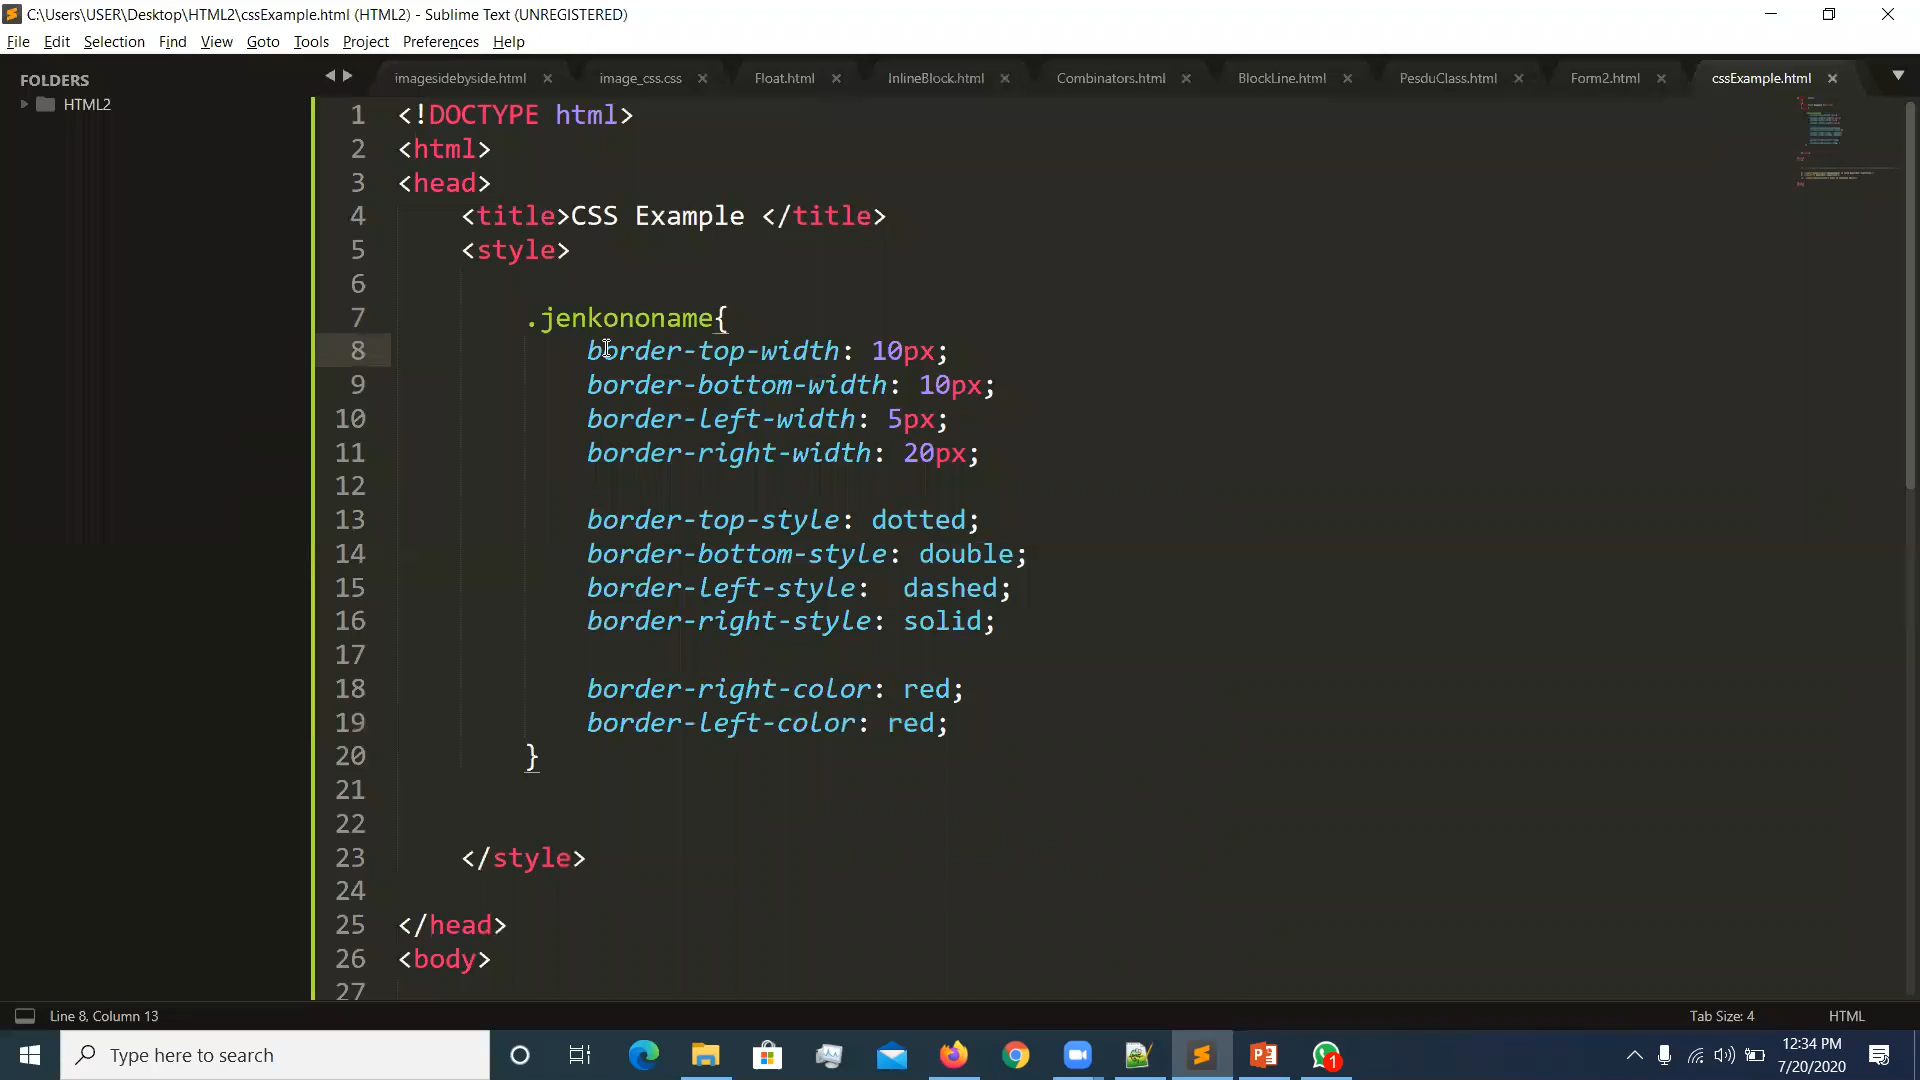 C:\Users\USER\Desktop\HTML2\cssExample.html (HTML2) - Sublime Text (UNREGISTERED)
File Edit Selection Find View Goto Tools Project Preferences Help
FOLDERS
HTML2
imagesidebyside.html image_css.css Float.html InlineBlock.html Combinators.html BlockLine.html PesduClass.html Form2.html cssExample.html
1 <!DOCTYPE html>
2 <html>
3 <head>
4 <title>CSS Example </title>
5 <style>
6
7 .jenkononame{
8 border-top-width: 10px;
9 border-bottom-width: 10px;
10 border-left-width: 5px;
11 border-right-width: 20px;
12
13 border-top-style: dotted;
14 border-bottom-style: double;
15 border-left-style:  dashed;
16 border-right-style: solid;
17
18 border-right-color: red;
19 border-left-color: red;
20 }
21
22
23 </style>
24
25 </head>
26 <body>
27
Line 8, Column 13 Tab Size: 4 HTML
Type here to search
1
12:34 PM
7/20/2020